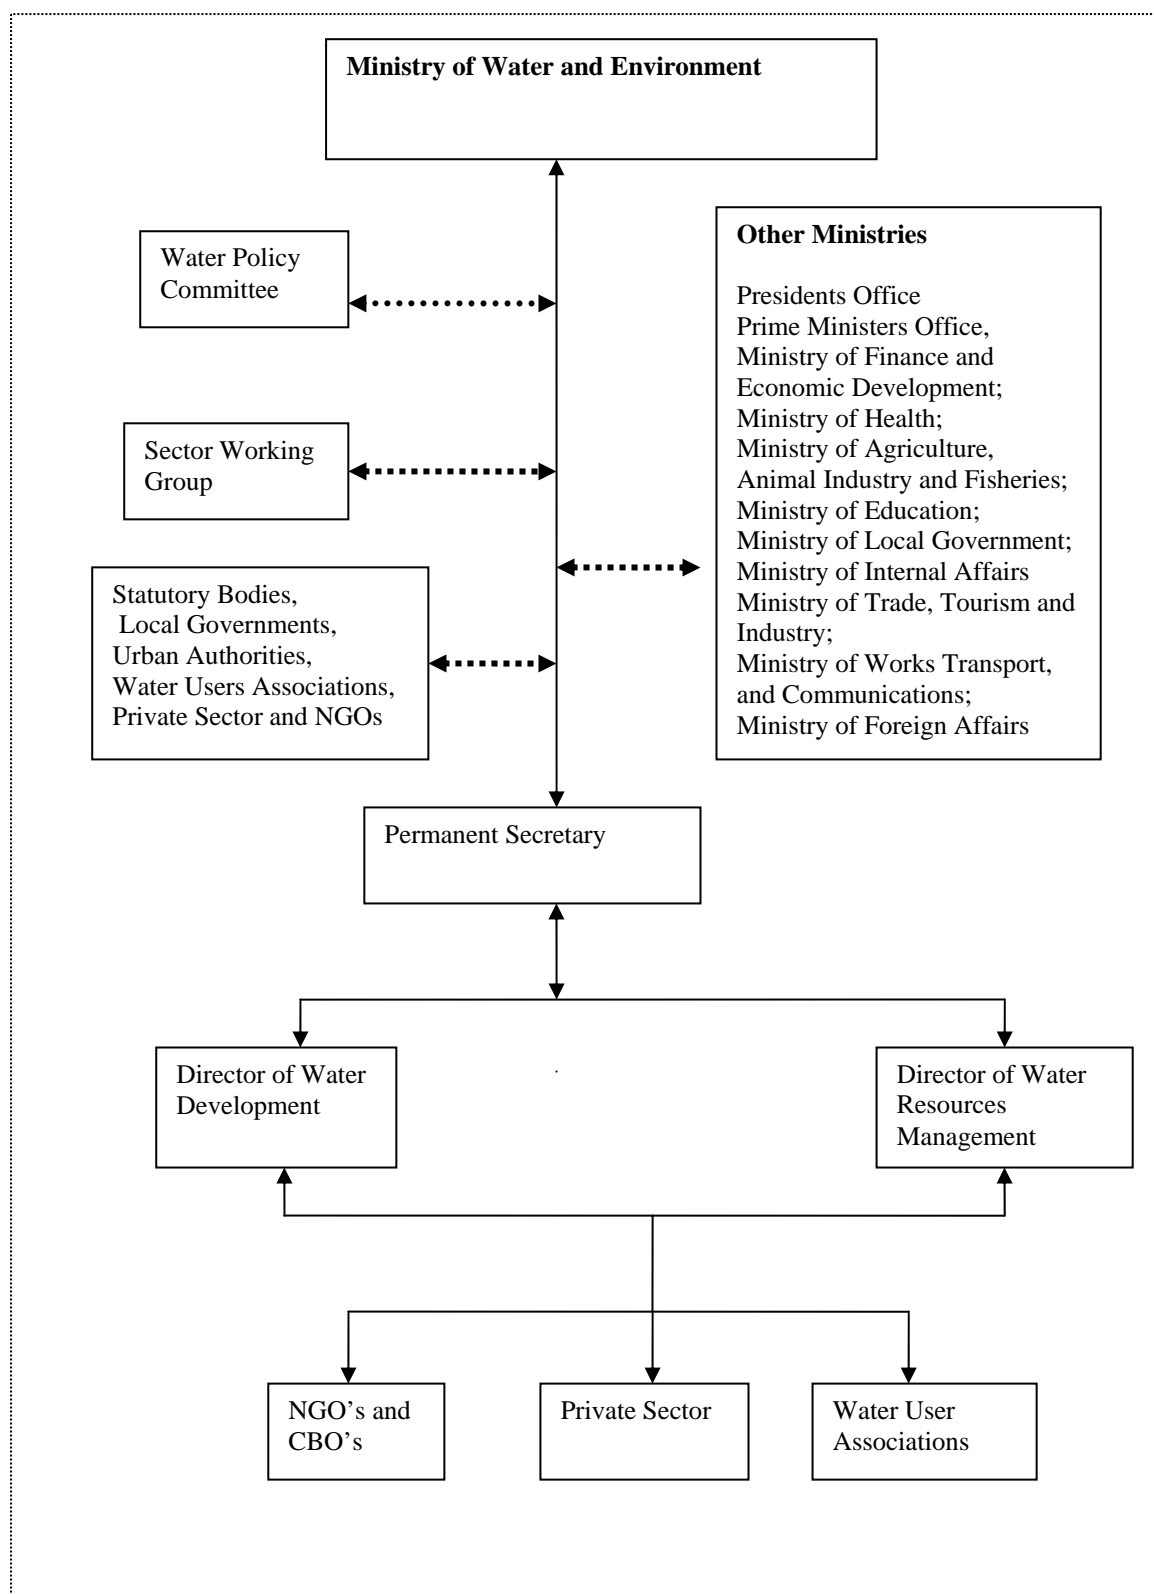 Ministry of Water and Environment
Water Policy
Committee
Other Ministries
Presidents Office
Prime Ministers Office,
Ministry of Finance and
Economic Development;
Ministry of Health;
Ministry of Agriculture,
Animal Industry and Fisheries;
Ministry of Education;
Ministry of Local Government;
Ministry of Internal Affairs
Ministry of Trade, Tourism and
Industry;
Ministry of Works Transport,
and Communications;
Ministry of Foreign Affairs
Sector Working
Group
Statutory Bodies,
Local Governments,
Urban Authorities,
Water Users Associations,
Private Sector and NGOs
Permanent Secretary
Director of Water
Development
Director of Water
Resources
Management
NGO’s and
CBO’s
Private Sector
Water User
Associations